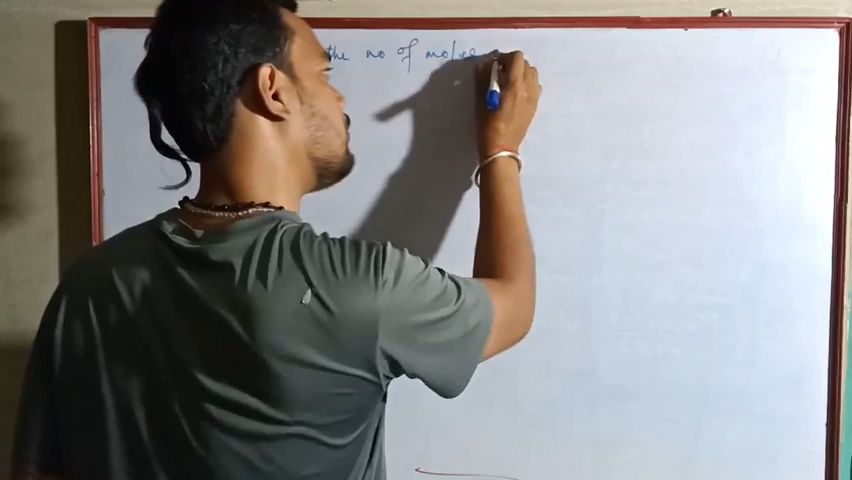 the no of moles